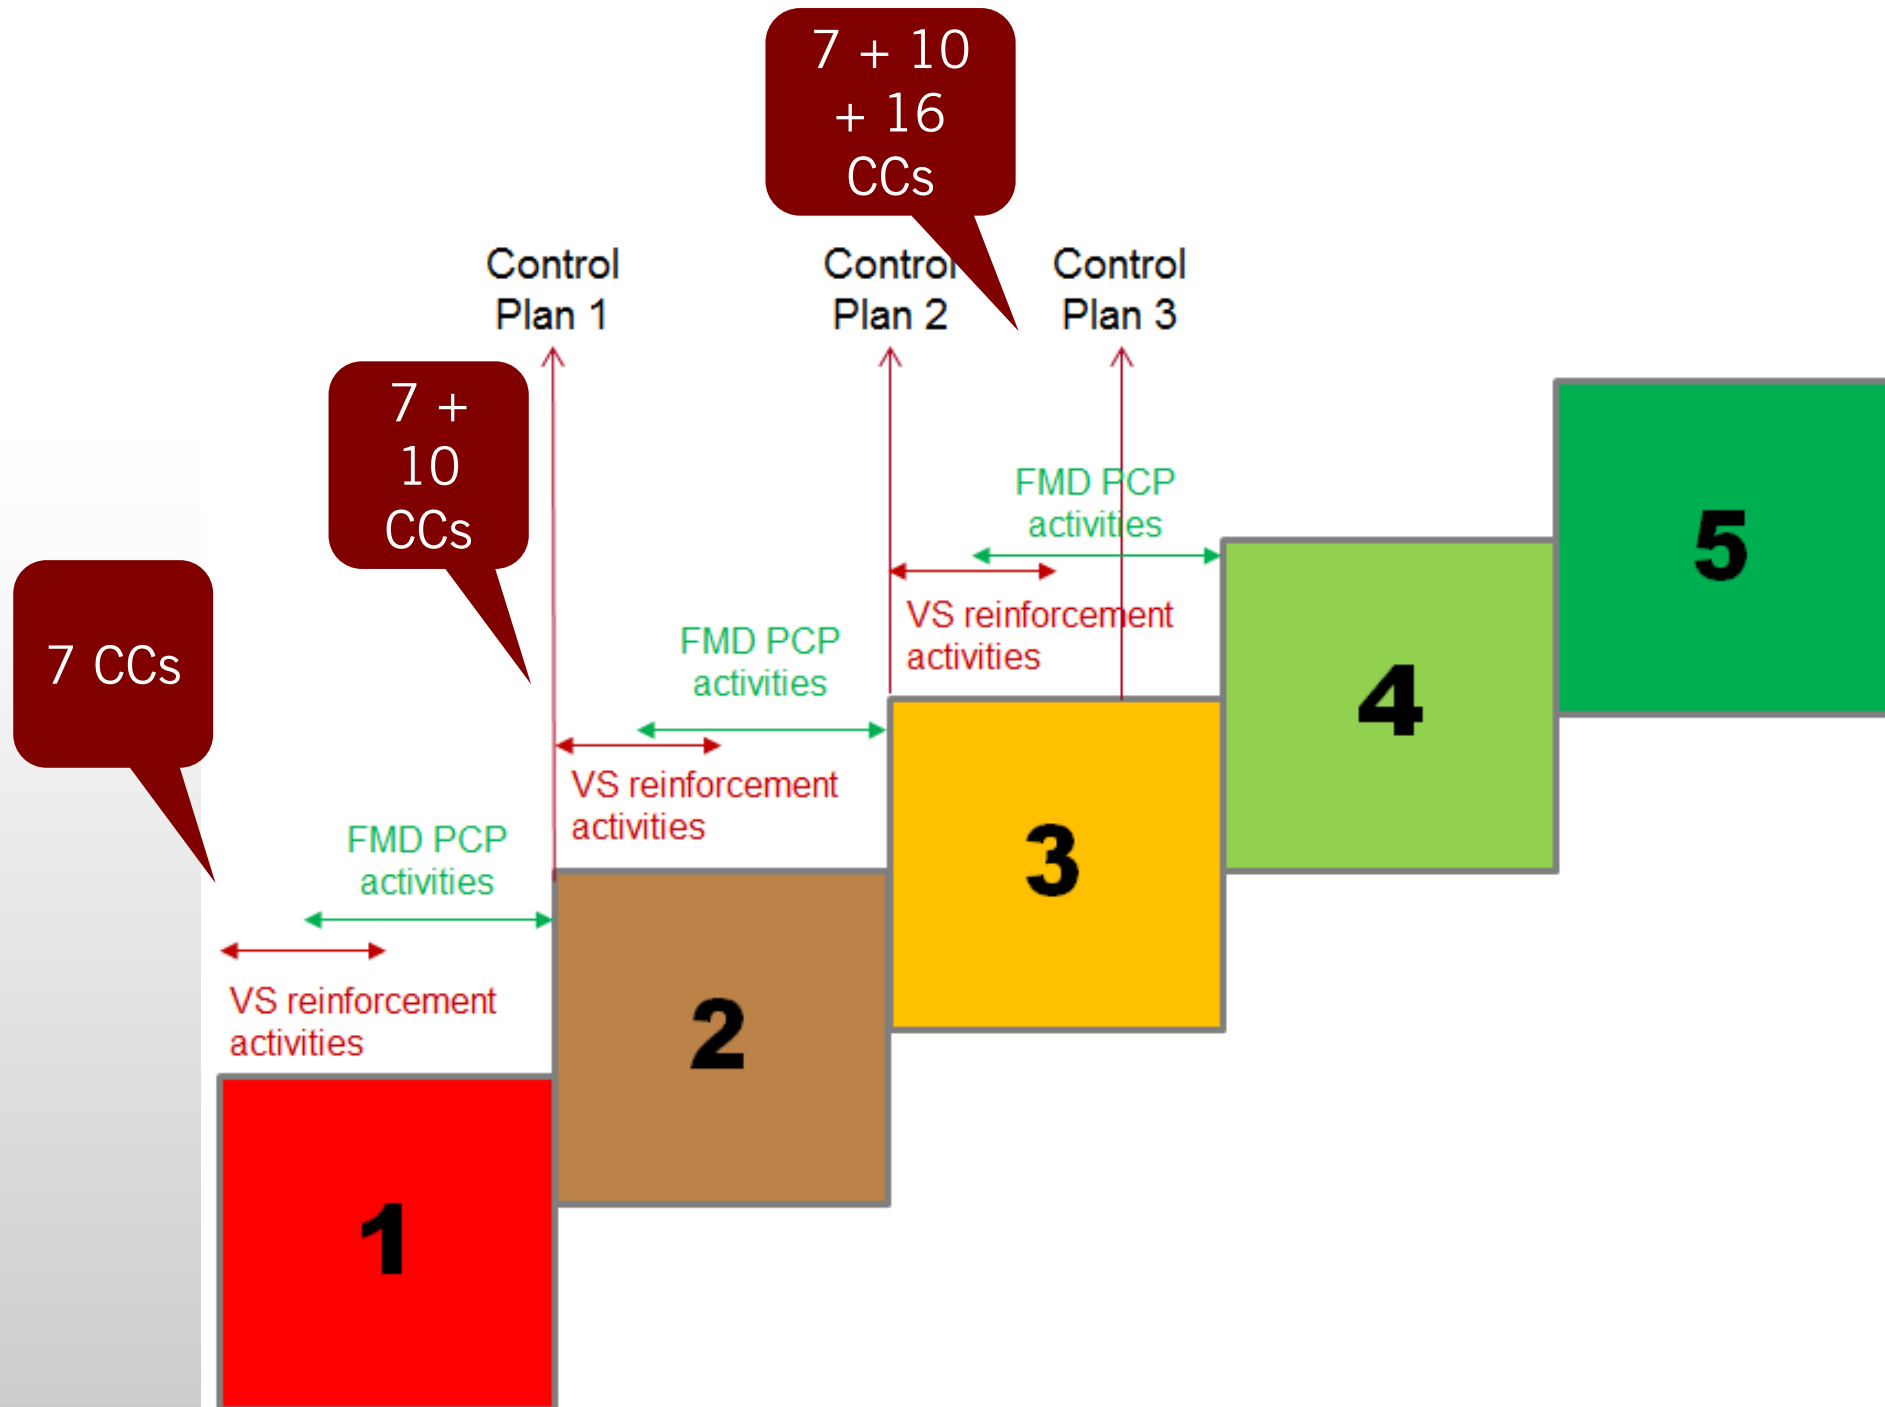 7 + 10
+ 16
CCs
Control
Plan 1
Control
Plan 2
Control
Plan 3
7 +
10
CCs
FMD PCP
activities
VS reinforcement
activities
7 CCs
FMD PCP
activities
VS reinforcement
activities
FMD PCP
activities
VS reinforcement
activities
1
2
3
4
5